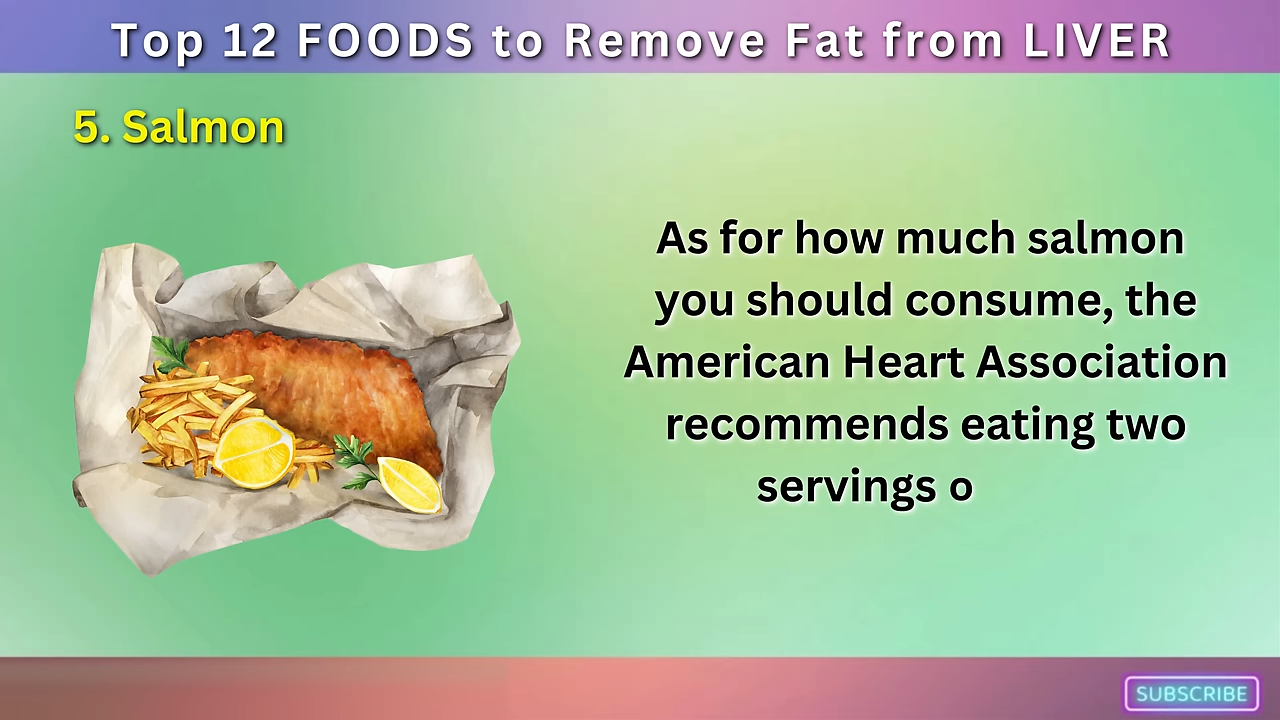 Top 12 FOODS to Remove Fat from LIVER
5. Salmon
As for how much salmon
you should consume, the
American Heart Association
recommends eating two
servings o
SUBSCRIBE